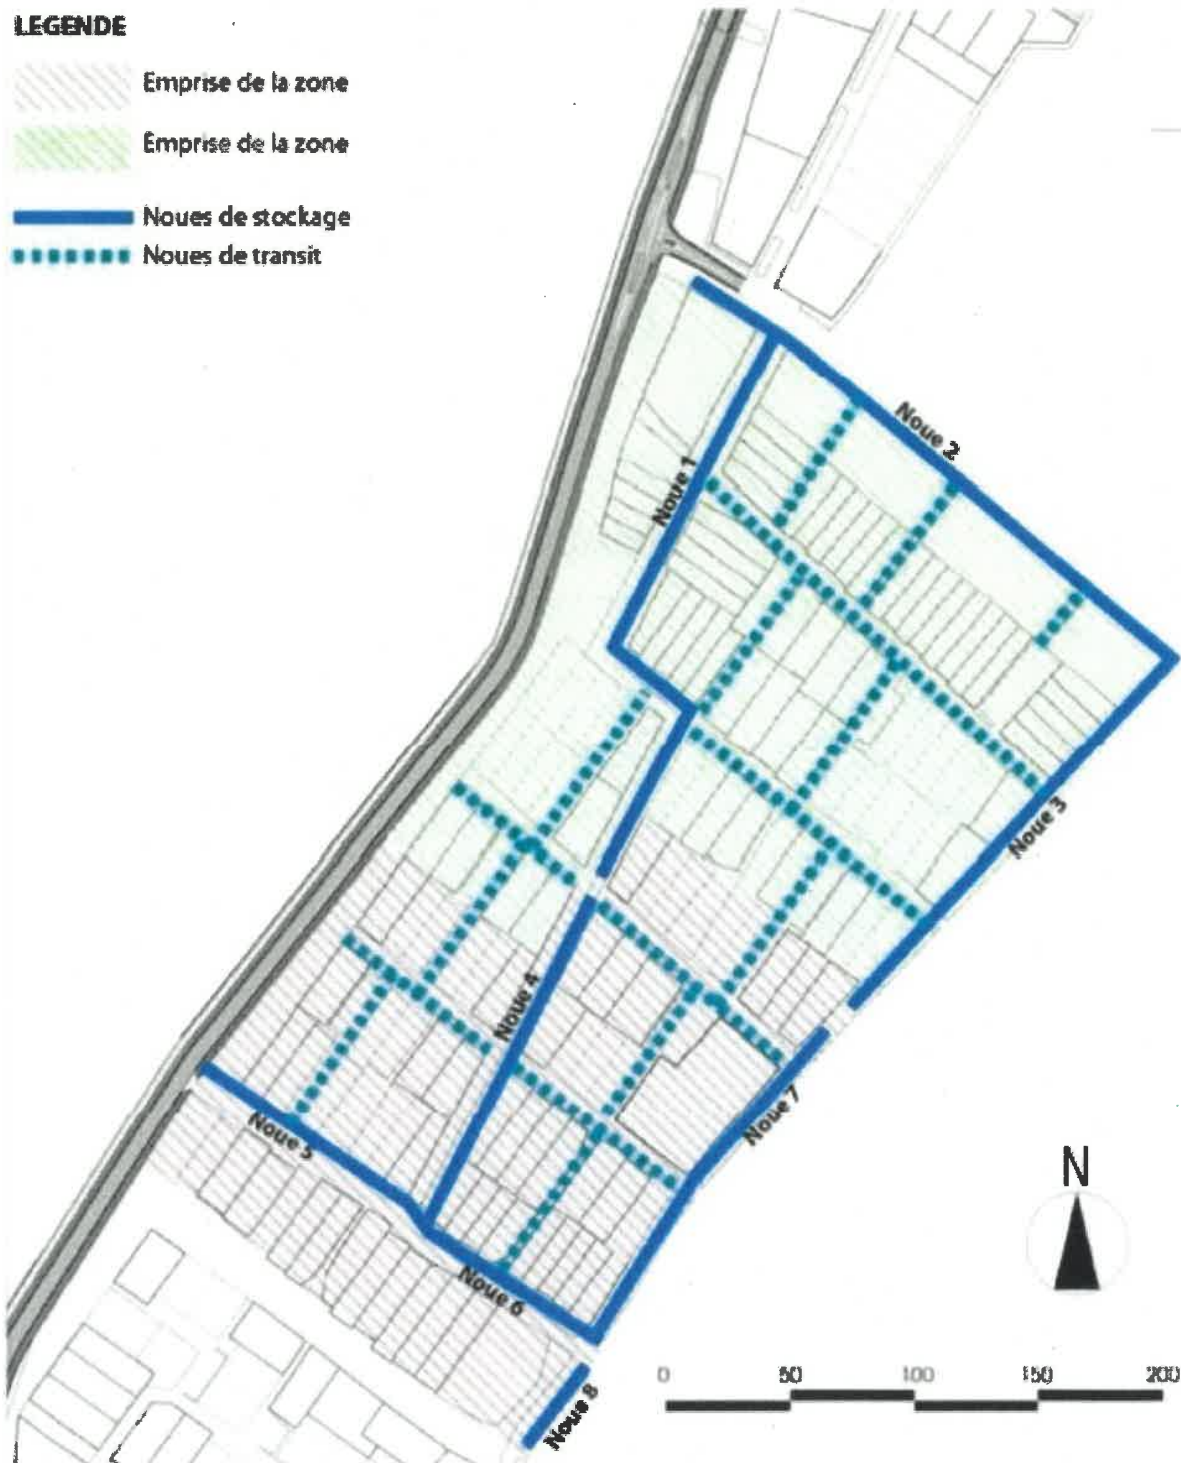 LEGENDE
Emprise de la zone
Emprise de la zone
Noues de stockage
Noues de transit
Noue 2
Noue 1
Noue 3
Noue 4
Noue 7
Noue 5
Noue 6
Noue 8
N
0 50 100 150 200